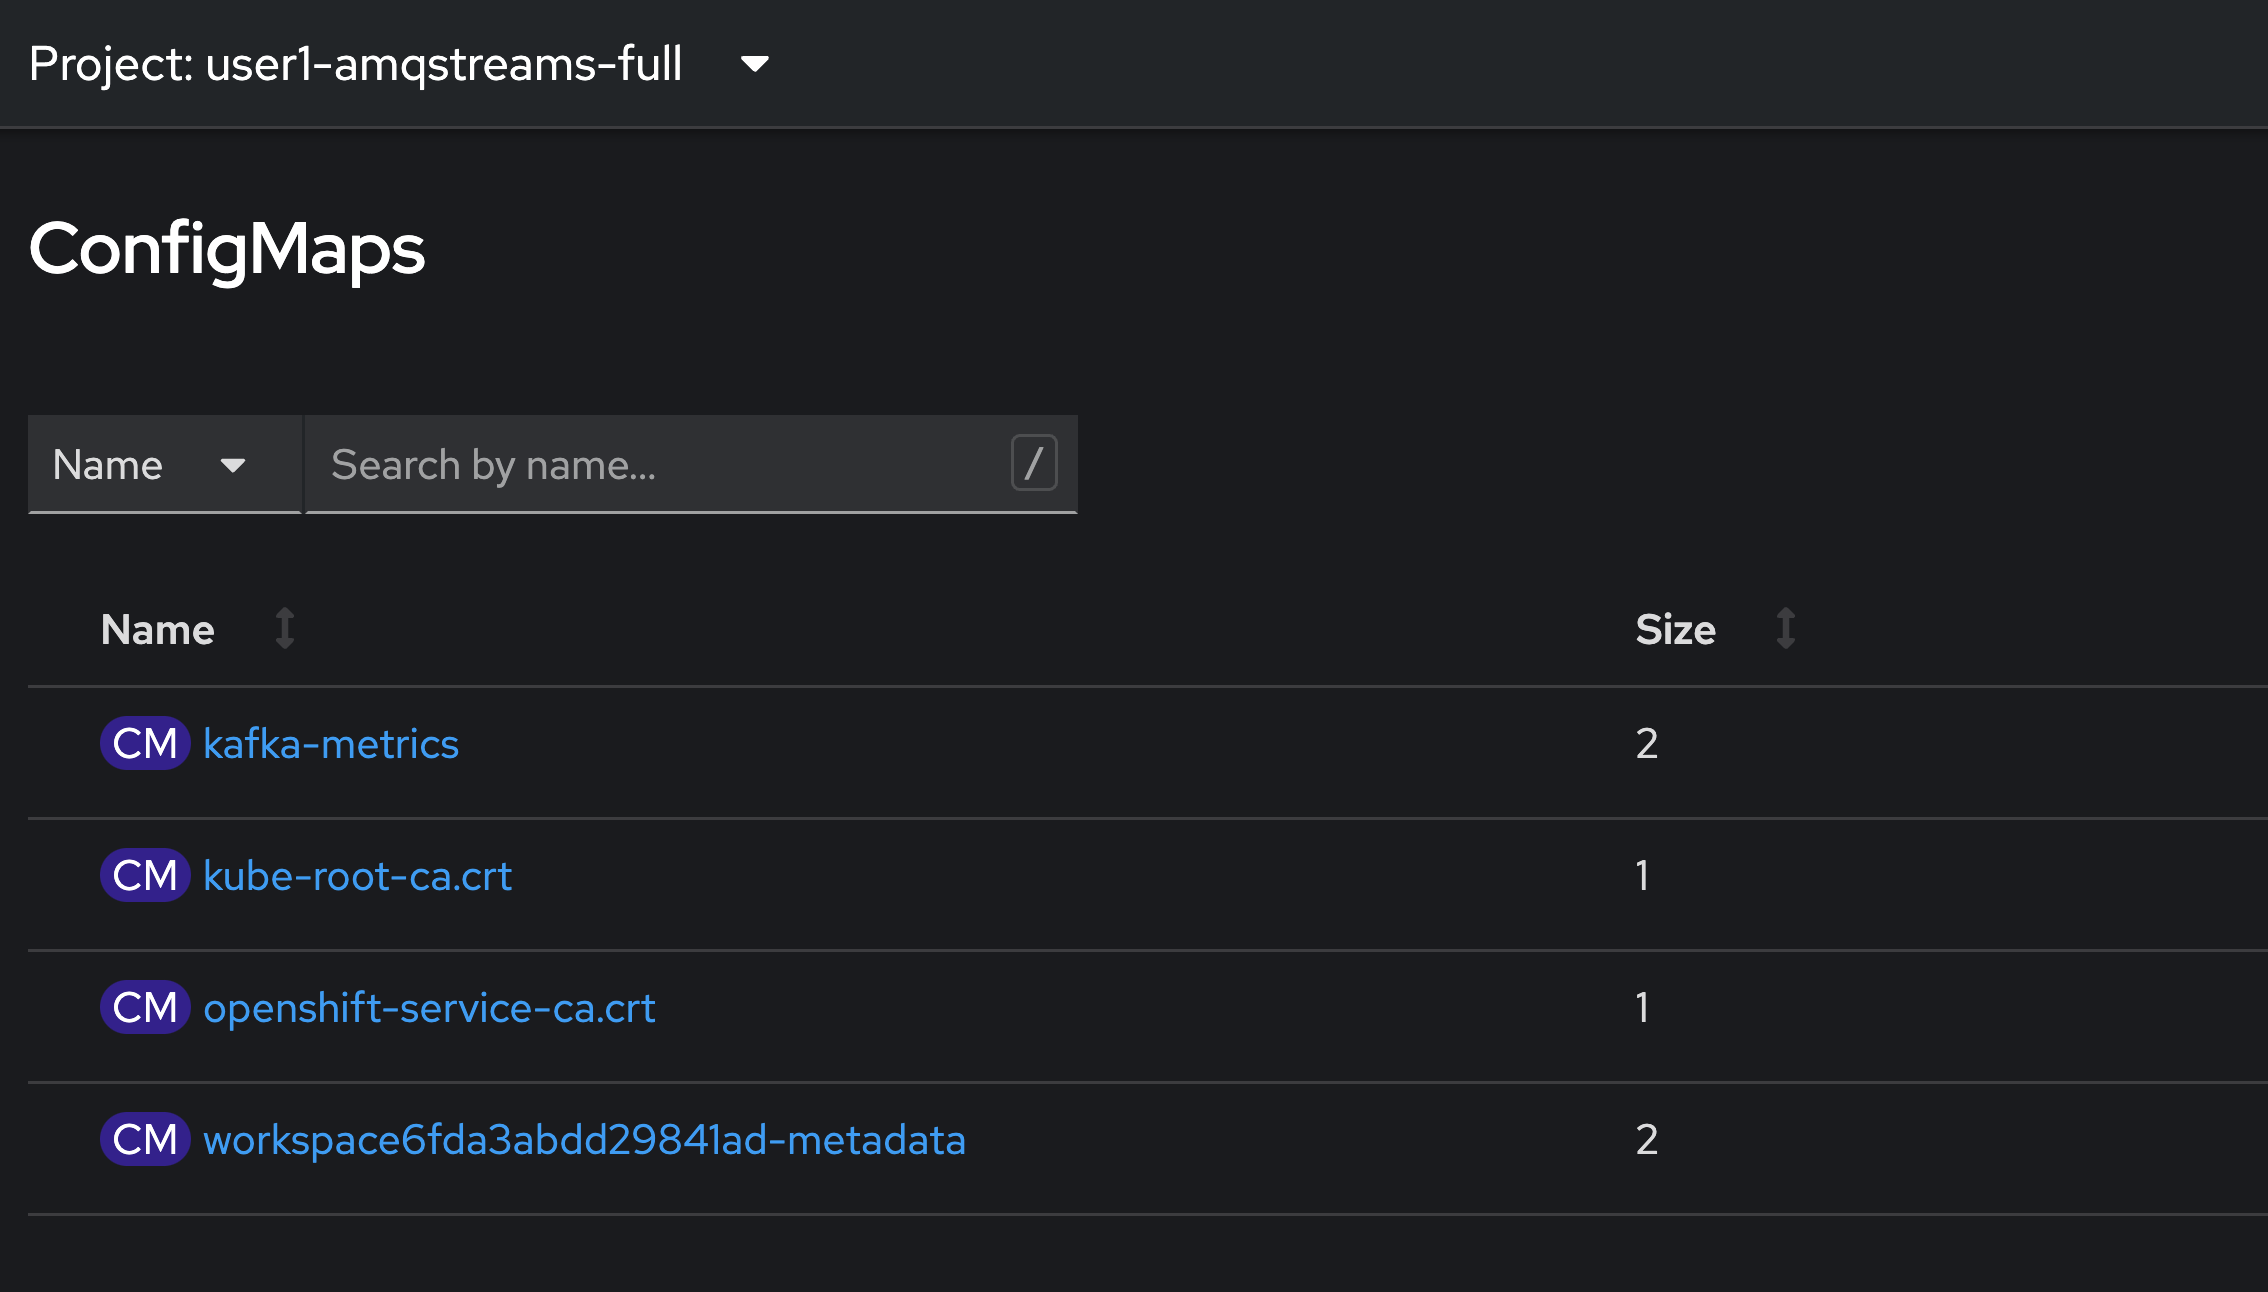 Project: user1-amqstreams-full
ConfigMaps
Name Search by name... /
Name Size
CM kafka-metrics 2
CM kube-root-ca.crt 1
CM openshift-service-ca.crt 1
CM workspace6fda3abdd29841ad-metadata 2